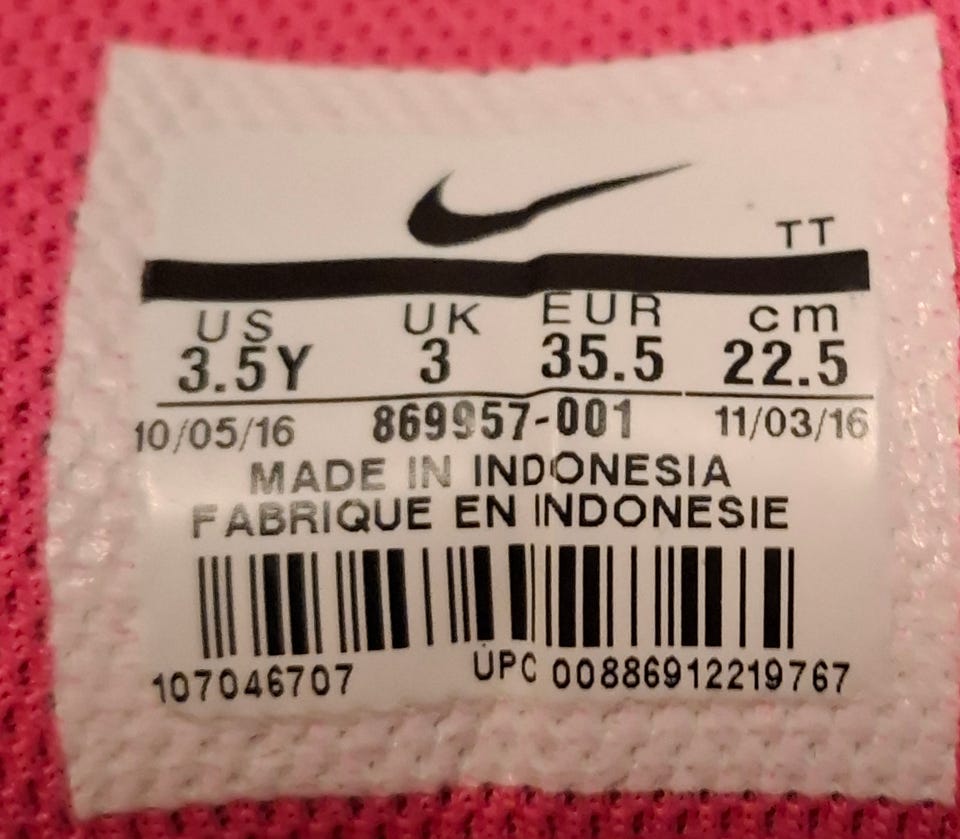 TT
US UK EUR cm
3.5Y 3 35.5 22.5
10/05/16 869957-001 11/03/16
MADE IN INDONESIA
FABRIQUE EN INDONESIE
107046707 UPC 00886912219767